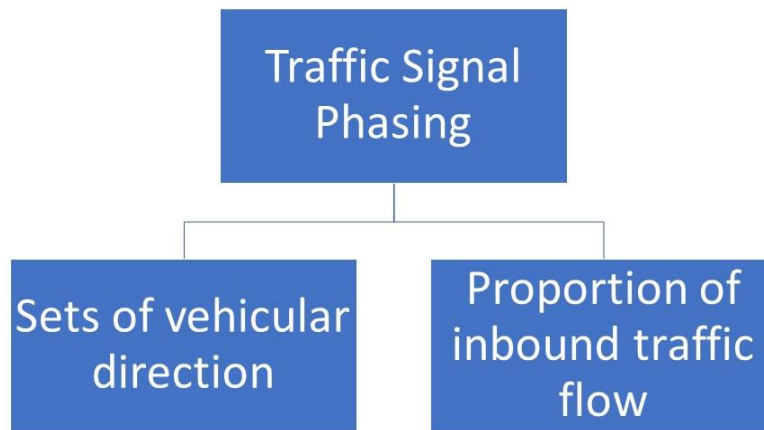 Traffic Signal
Phasing
Sets of vehicular
direction
Proportion of
inbound traffic
flow